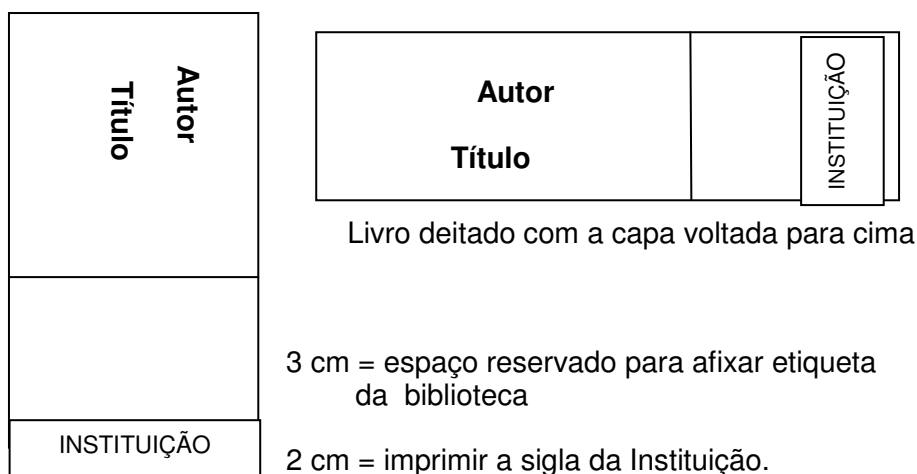 Autor
Título
INSTITUIÇÃO
Autor
Título
INSTITUIÇÃO
Livro deitado com a capa voltada para cima
3 cm = espaço reservado para afixar etiqueta
da biblioteca
2 cm = imprimir a sigla da Instituição.